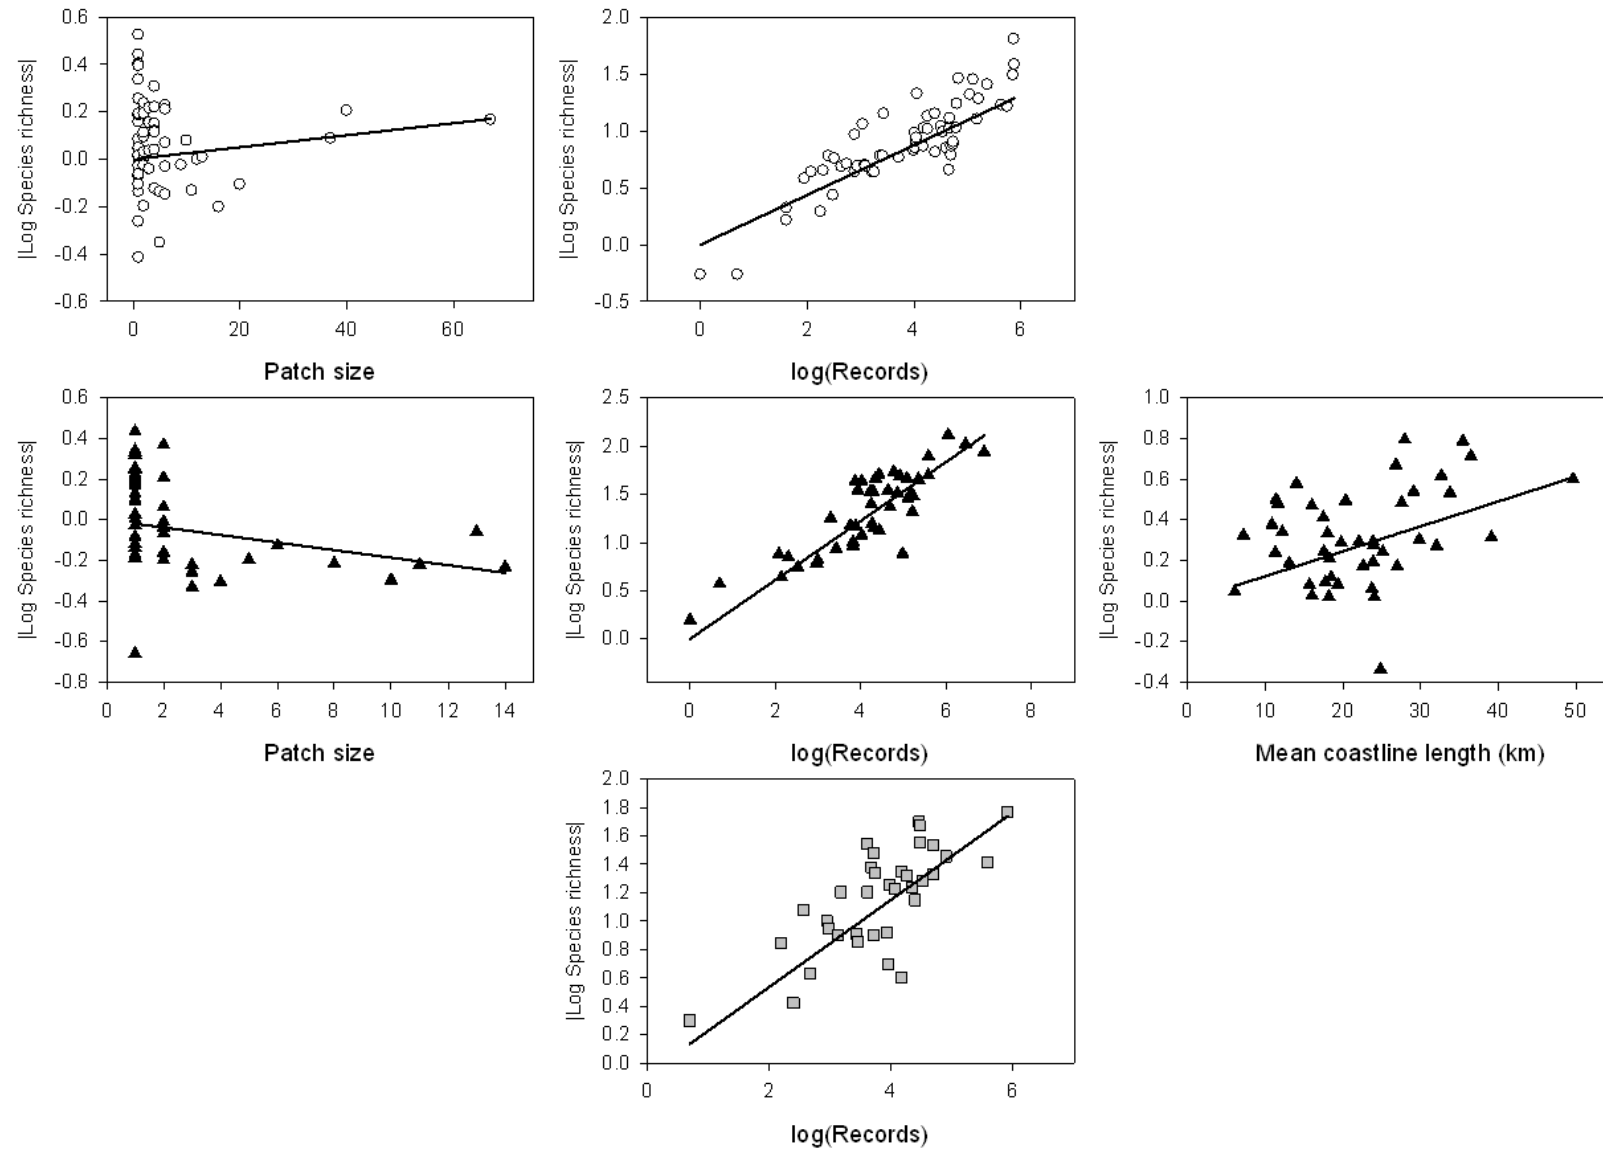 0.6
0.4
0.2
0.0
-0.2
-0.4
-0.6
|Log Species richness|
0 20 40 60
Patch size
2.0
1.5
1.0
0.5
0.0
-0.5
|Log Species richness|
0 2 4 6
log(Records)
0.6
0.4
0.2
0.0
-0.2
-0.4
-0.6
-0.8
|Log Species richness|
0 2 4 6 8 10 12 14
Patch size
2.5
2.0
1.5
1.0
0.5
0.0
|Log Species richness|
0 2 4 6 8
log(Records)
1.0
0.8
0.6
0.4
0.2
0.0
-0.2
-0.4
|Log Species richness|
0 10 20 30 40 50
Mean coastline length (km)
2.0
1.8
1.6
1.4
1.2
1.0
0.8
0.6
0.4
0.2
0.0
|Log Species richness|
0 2 4 6
log(Records)